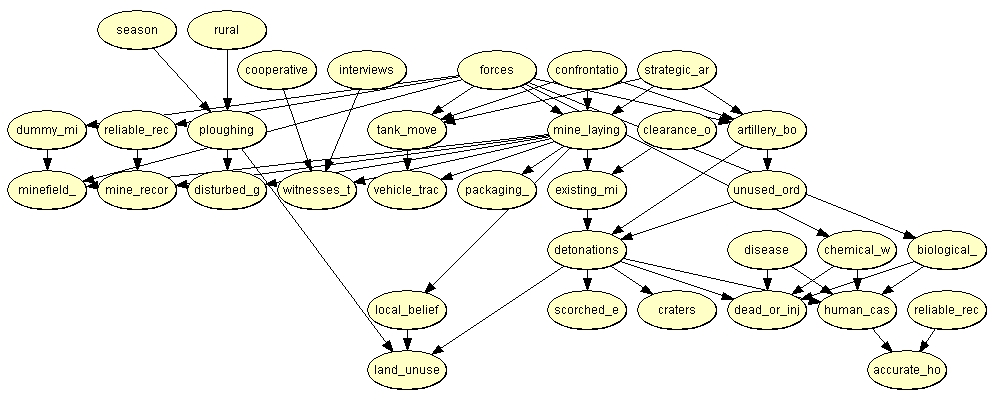 season
rural
cooperative
interviews
forces
confrontatio
strategic_ar
dummy_mi
reliable_rec
ploughing
tank_move
mine_laying
clearance_o
artillery_bo
minefield_
mine_recor
disturbed_g
witnesses_t
vehicle_trac
packaging_
existing_mi
unused_ord
detonations
disease
chemical_w
biological_
local_belief
scorched_e
craters
dead_or_inj
human_cas
reliable_rec
land_unuse
accurate_ho